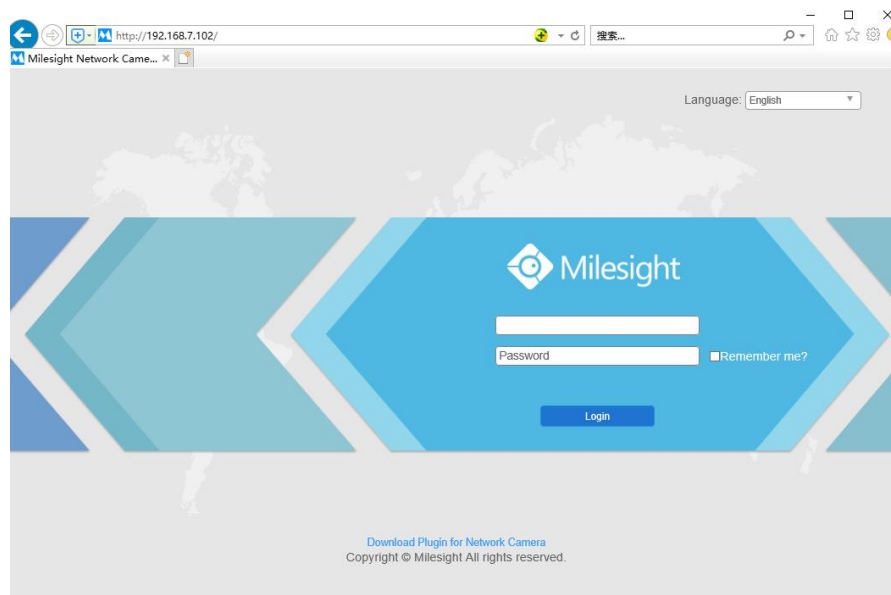 http://192.168.7.102/
搜索...
Milesight Network Came...
Language: English
Milesight
Password
Remember me?
Login
Download Plugin for Network Camera
Copyright © Milesight All rights reserved.